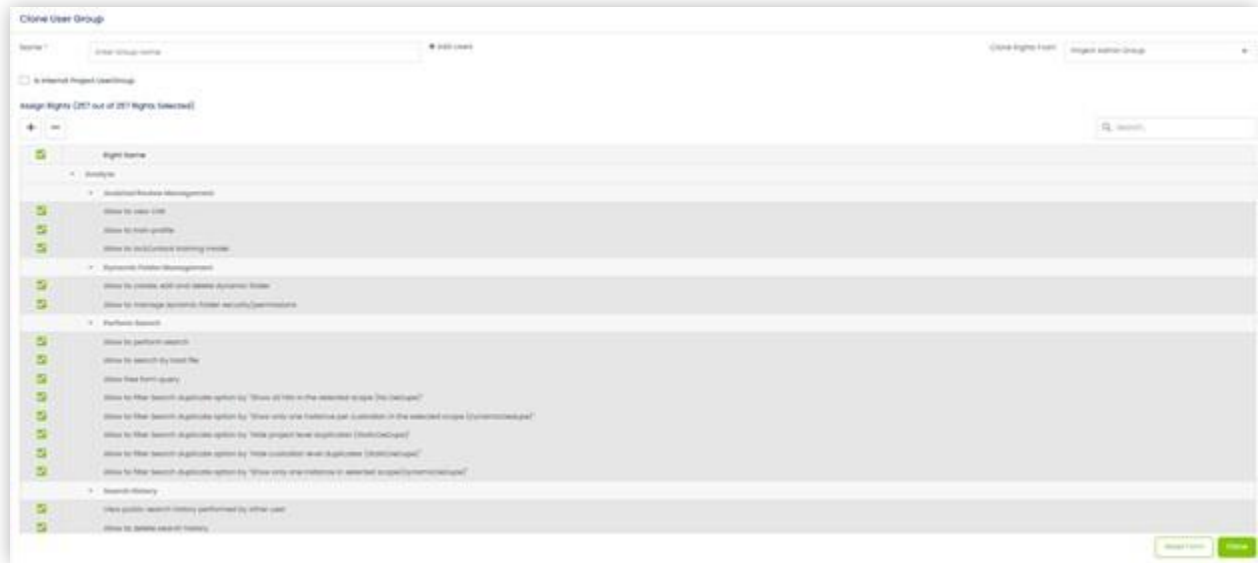 Clone User Group
Name *
Enter Group name
Add Users
Clone Rights From
Project Admin Group
Is Internal Project UserGroup
Assign Rights (257 out of 257 Rights Selected)
Search
Right Name
Analyze
Assisted Review Management
Allow to view CAR
Allow to train profile
Allow to lock/unlock training model
Dynamic Folder Management
Allow to create, edit and delete dynamic folder
Allow to manage dynamic folder security/permissions
Perform Search
Allow to perform search
Allow to search by load file
Allow free form query
Allow to filter Search duplicate option by "Show all hits in the selected scope (No DeDupe)"
Allow to filter Search duplicate option by "Show only one instance per custodian in the selected scope (DynamicDeDupe)"
Allow to filter Search duplicate option by "Hide project level duplicates (StaticDeDupe)"
Allow to filter Search duplicate option by "Hide custodian level duplicates (StaticDeDupe)"
Allow to filter Search duplicate option by "Show only one instance in selected scope(DynamicDeDupe)"
Search History
View public search history performed by other user
Allow to delete search history
Reset Form
Clone